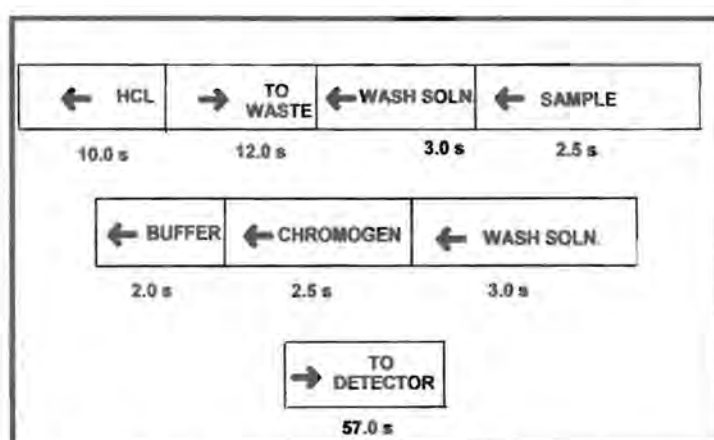 HCL
TO
WASTE
WASH SOLN.
SAMPLE
10.0 s
12.0 s
3.0 s
2.5 s
BUFFER
CHROMOGEN
WASH SOLN.
2.0 s
2.5 s
3.0 s
TO
DETECTOR
57.0 s